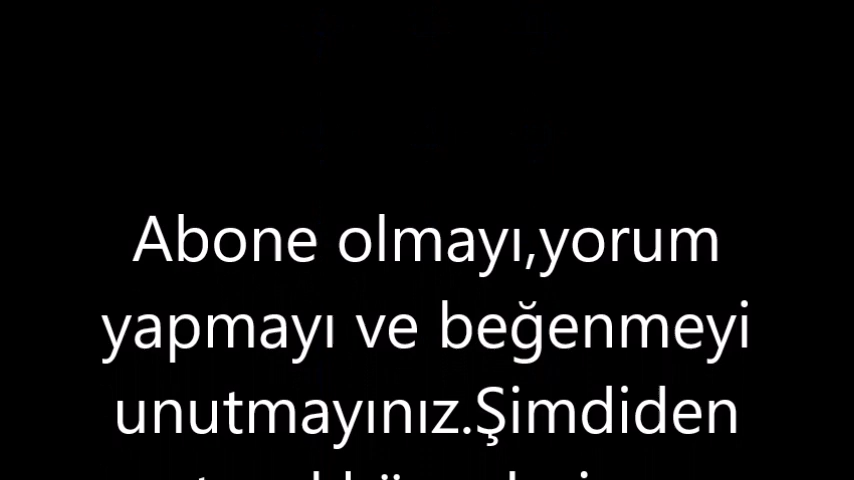 Abone olmayı,yorum
yapmayı ve beğenmeyi
unutmayınız.Şimdiden